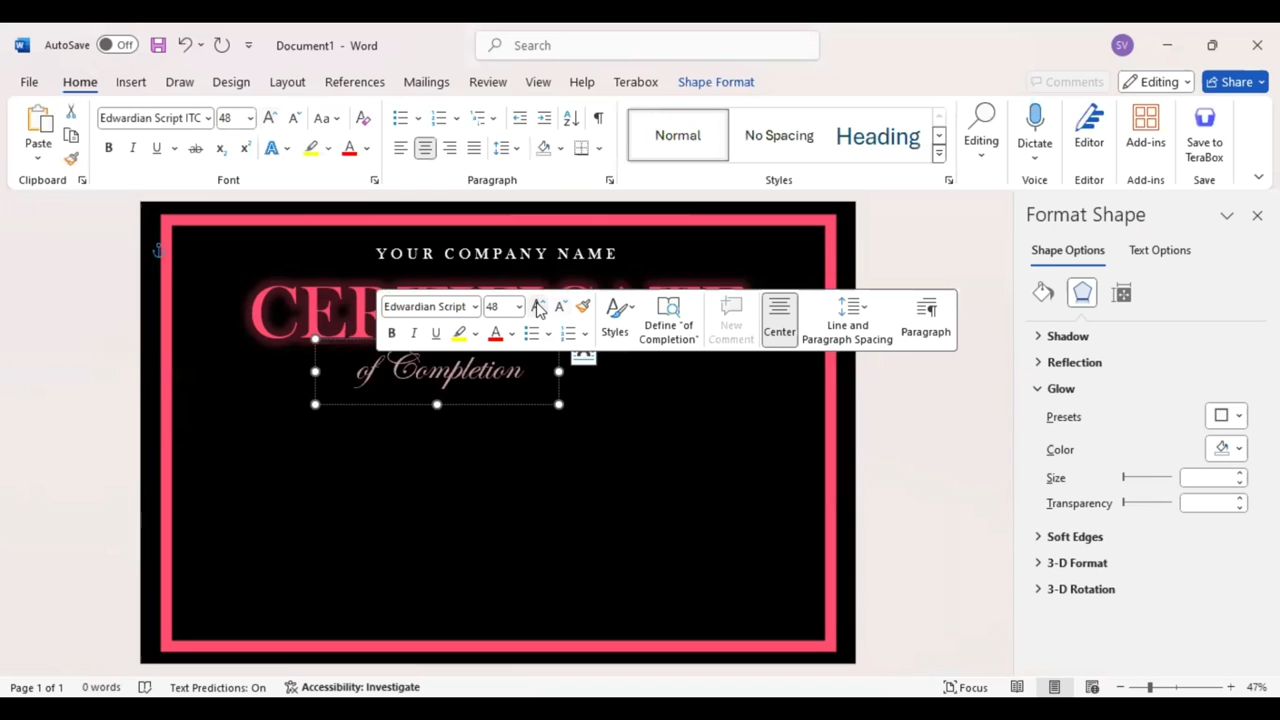 AutoSave Off Document1 - Word Search SV
File Home Insert Draw Design Layout References Mailings Review View Help Terabox Shape Format Comments Editing Share
Edwardian Script ITC 48 Aa
Paste B I U ab x₂ x² A A
Normal No Spacing Heading
Editing Dictate Editor Add-ins Save to TeraBox
Clipboard Font Paragraph Styles Voice Editor Add-ins Save
YOUR COMPANY NAME
Edwardian Script 48
B I U A
Styles Define "of Completion" New Comment Center Line and Paragraph Spacing Paragraph
of Completion
Format Shape
Shape Options Text Options
Shadow
Reflection
Glow
Presets
Color
Size
Transparency
Soft Edges
3-D Format
3-D Rotation
Page 1 of 1 0 words Text Predictions: On Accessibility: Investigate Focus 47%